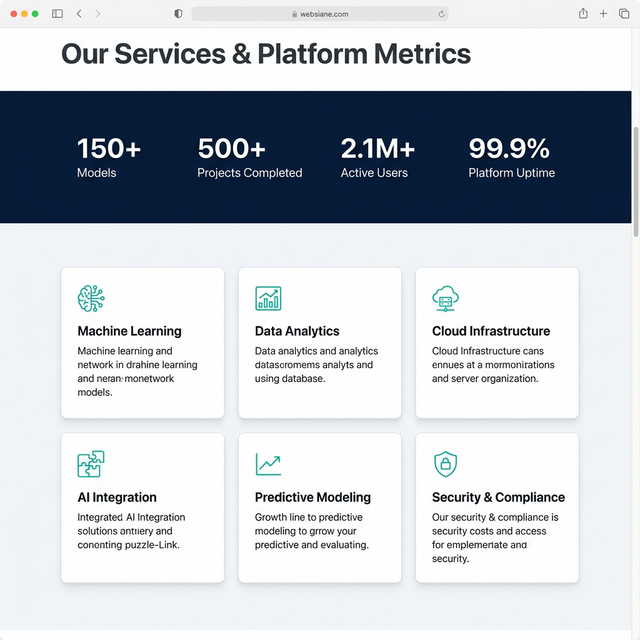 websiane.com
Our Services & Platform Metrics
150+
Models
500+
Projects Completed
2.1M+
Active Users
99.9%
Platform Uptime
Machine Learning
Machine learning and
network in drahine learning
and neran·monetwork
models.
Data Analytics
Data analytics and analytics
datascromems analyts and
using database.
Cloud Infrastructure
Cloud Infrastructure cans
ennues at a mormonizations
and server organization.
AI Integration
Integrated AI Integration
solutions and
puzzle-Link.
Predictive Modeling
Growth line to predictive
modeling to grrow your
predictive and evaluating.
Security & Compliance
Our security & compliance is
security costs and access
for and
security.